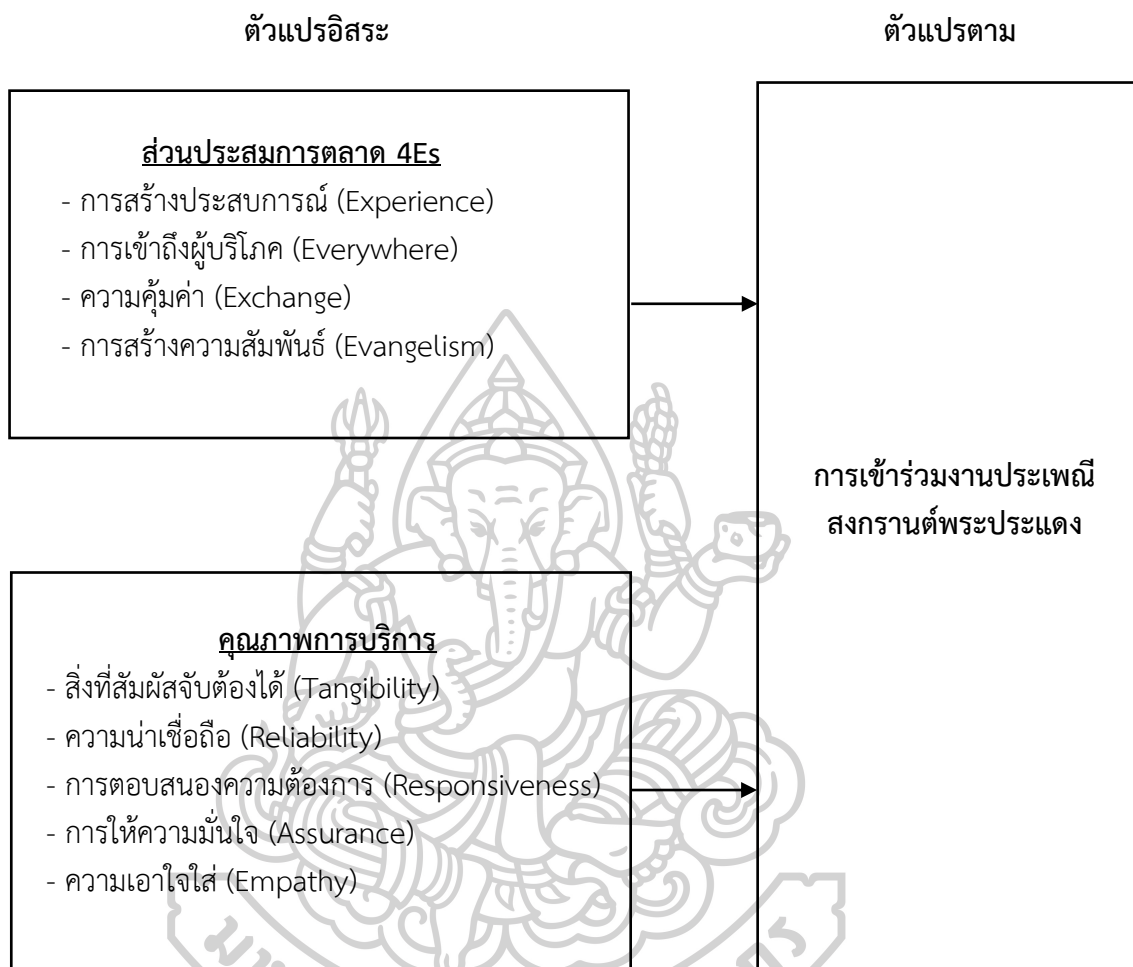 ตัวแปรอิสระ
ตัวแปรตาม
ส่วนประสมการตลาด 4Es
- การสร้างประสบการณ์ (Experience)
- การเข้าถึงผู้บริโภค (Everywhere)
- ความคุ้มค่า (Exchange)
- การสร้างความสัมพันธ์ (Evangelism)
การเข้าร่วมงานประเพณี
สงกรานต์พระประแดง
คุณภาพการบริการ
- สิ่งที่สัมผัสจับต้องได้ (Tangibility)
- ความน่าเชื่อถือ (Reliability)
- การตอบสนองความต้องการ (Responsiveness)
- การให้ความมั่นใจ (Assurance)
- ความเอาใจใส่ (Empathy)